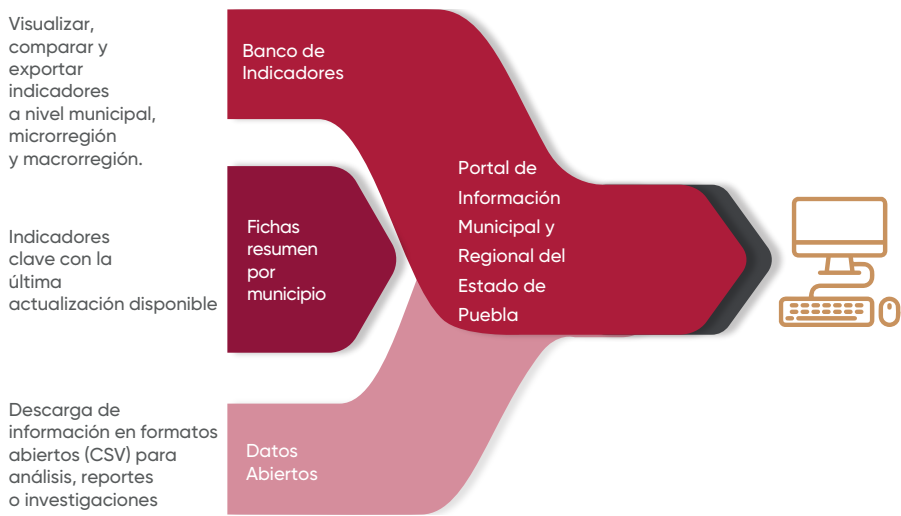 Visualizar,
comparar y
exportar
indicadores
a nivel municipal,
microrregión
y macrorregión.
Banco de
Indicadores
Indicadores
clave con la
última
actualización disponible
Fichas
resumen
por
municipio
Descarga de
información en formatos
abiertos (CSV) para
análisis, reportes
o investigaciones
Datos
Abiertos
Portal de
Información
Municipal y
Regional del
Estado de
Puebla